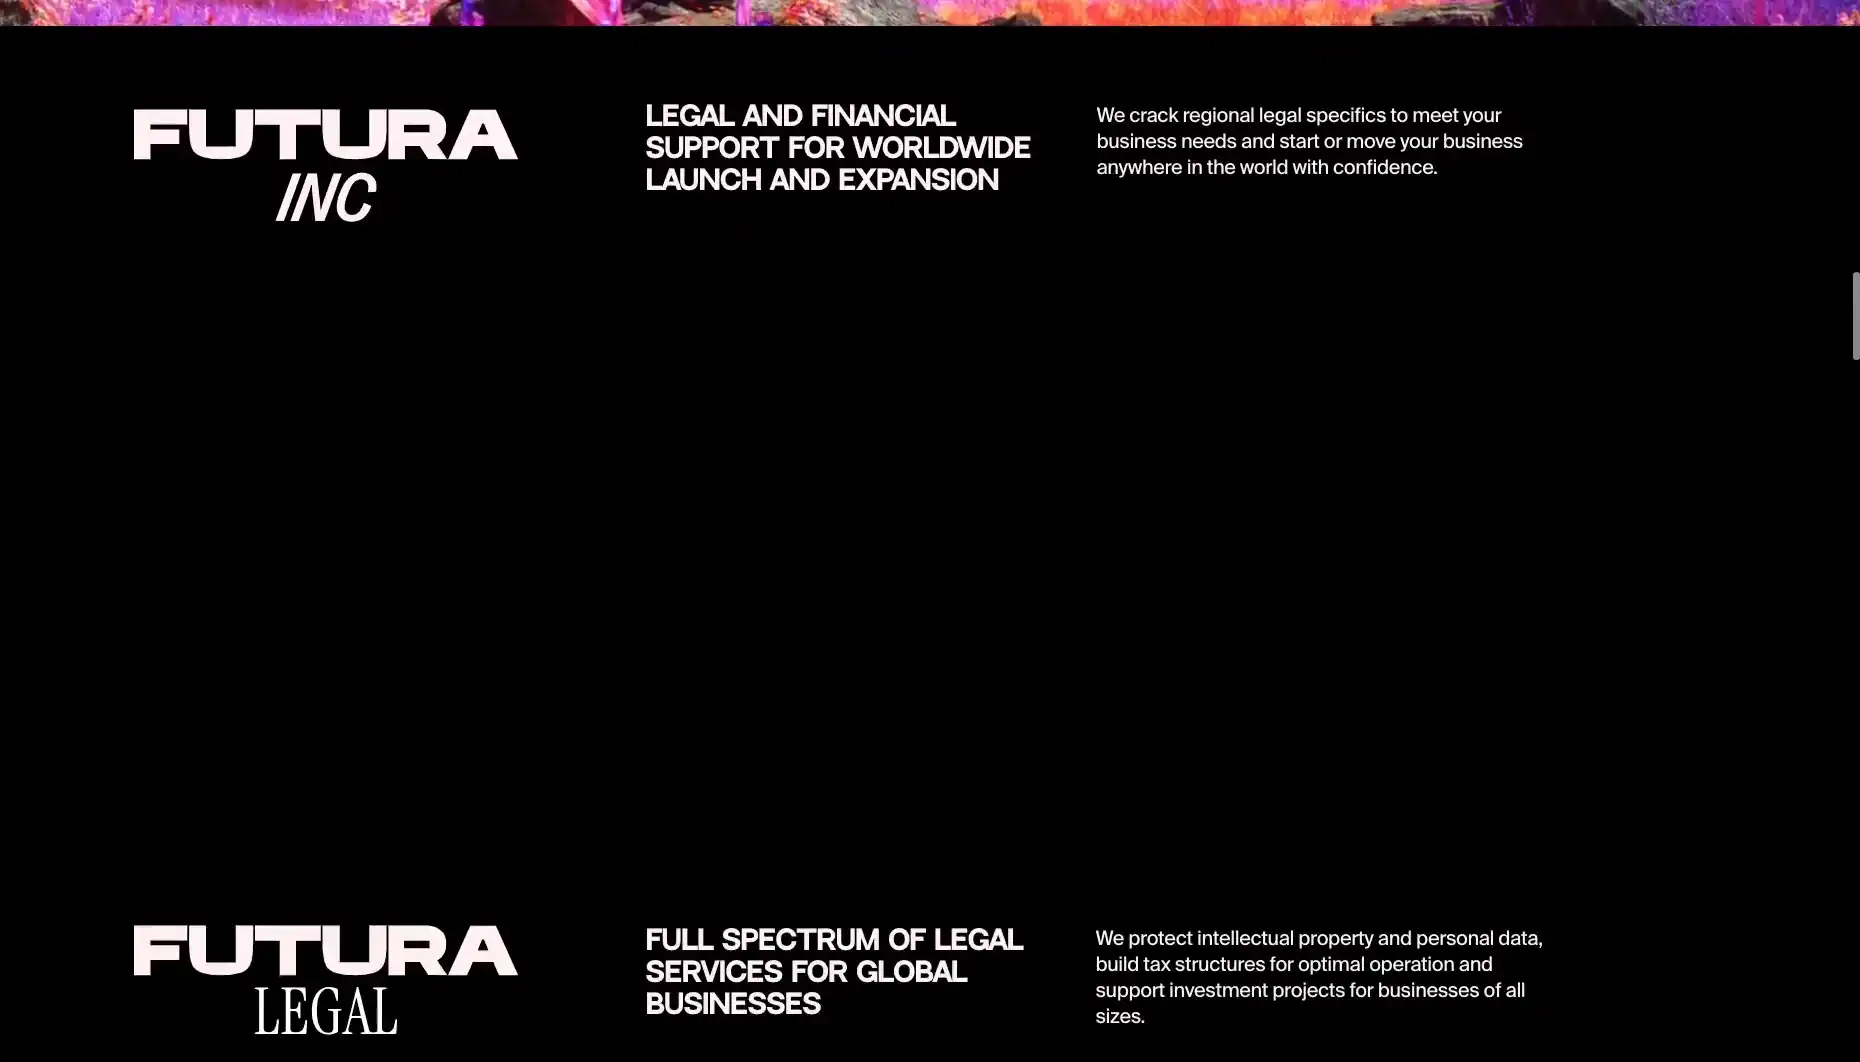 FUTURA
INC
LEGAL AND FINANCIAL
SUPPORT FOR WORLDWIDE
LAUNCH AND EXPANSION
We crack regional legal specifics to meet your
business needs and start or move your business
anywhere in the world with confidence.
FUTURA
LEGAL
FULL SPECTRUM OF LEGAL
SERVICES FOR GLOBAL
BUSINESSES
We protect intellectual property and personal data,
build tax structures for optimal operation and
support investment projects for businesses of all
sizes.